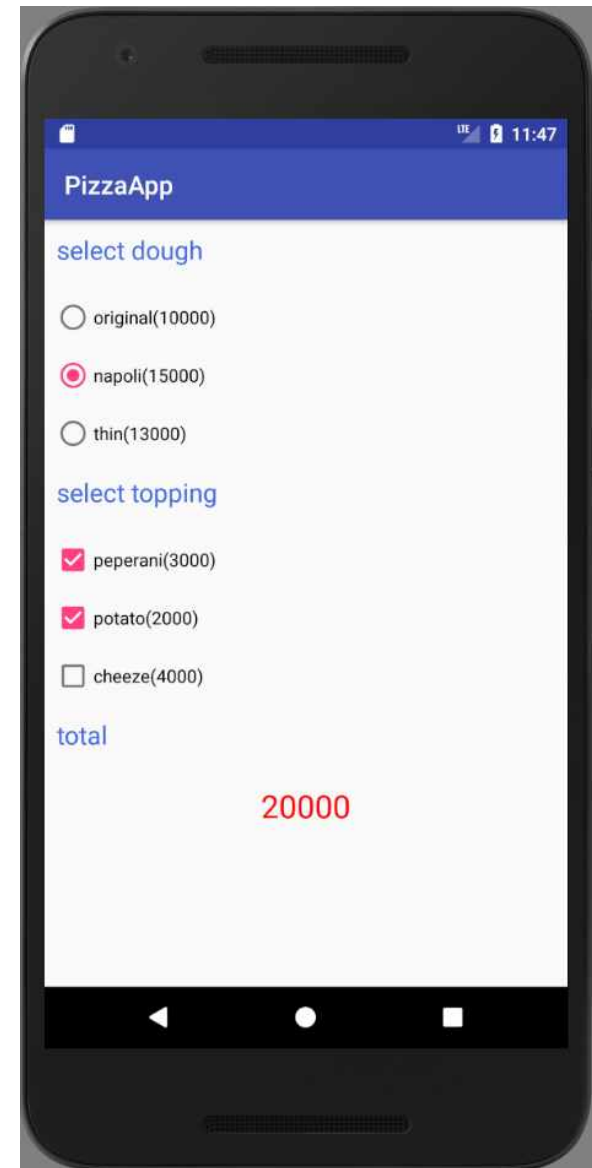 LTE 11:47
PizzaApp
select dough
original(10000)
napoli(15000)
thin(13000)
select topping
peperani(3000)
potato(2000)
cheeze(4000)
total
20000